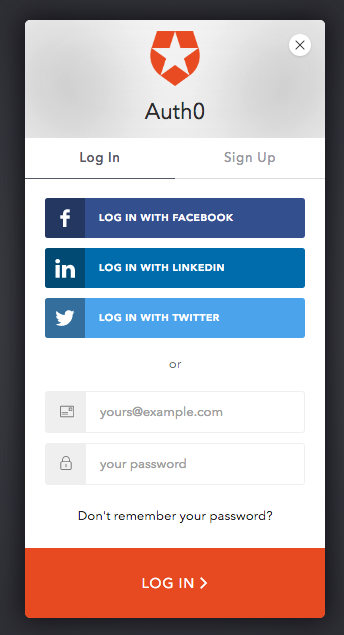 Auth0
Log In
Sign Up
LOG IN WITH FACEBOOK
LOG IN WITH LINKEDIN
LOG IN WITH TWITTER
or
yours@example.com
your password
Don't remember your password?
LOG IN